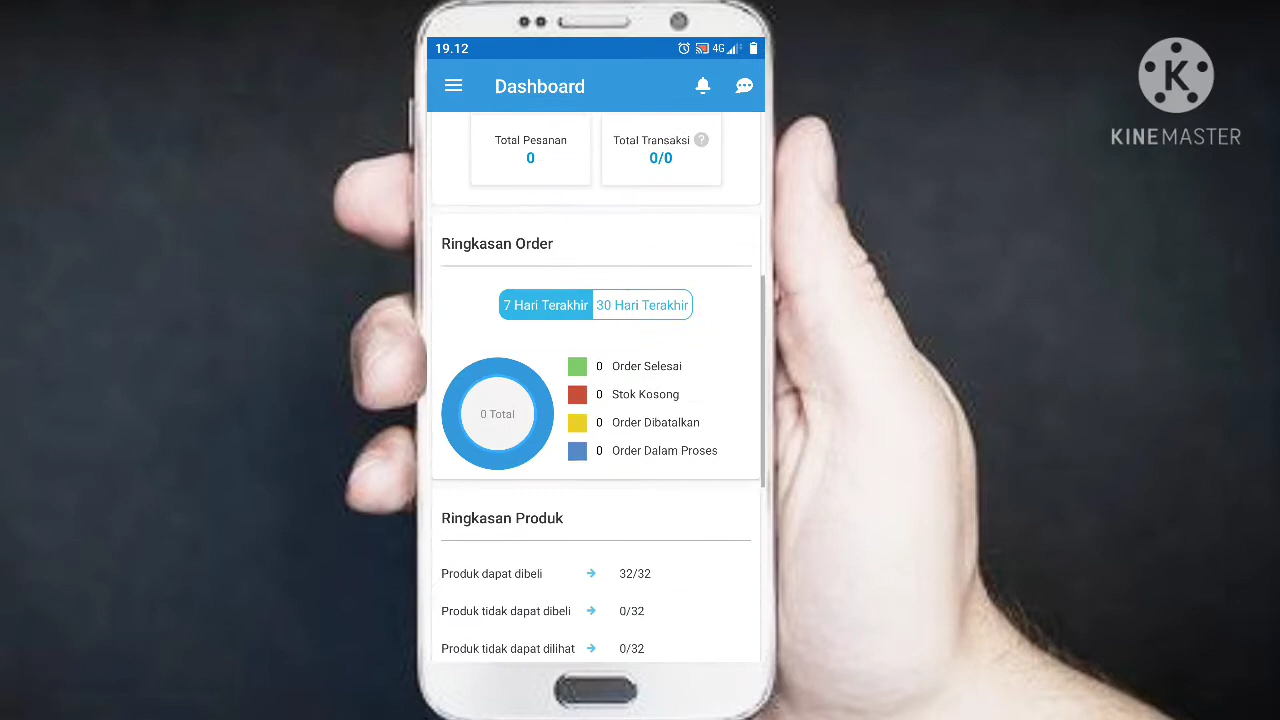 19.12
4G
Dashboard
Total Pesanan
0
Total Transaksi ?
0/0
Ringkasan Order
7 Hari Terakhir
30 Hari Terakhir
0 Total
0 Order Selesai
0 Stok Kosong
0 Order Dibatalkan
0 Order Dalam Proses
Ringkasan Produk
Produk dapat dibeli → 32/32
Produk tidak dapat dibeli → 0/32
Produk tidak dapat dilihat → 0/32
K
KINEMASTER